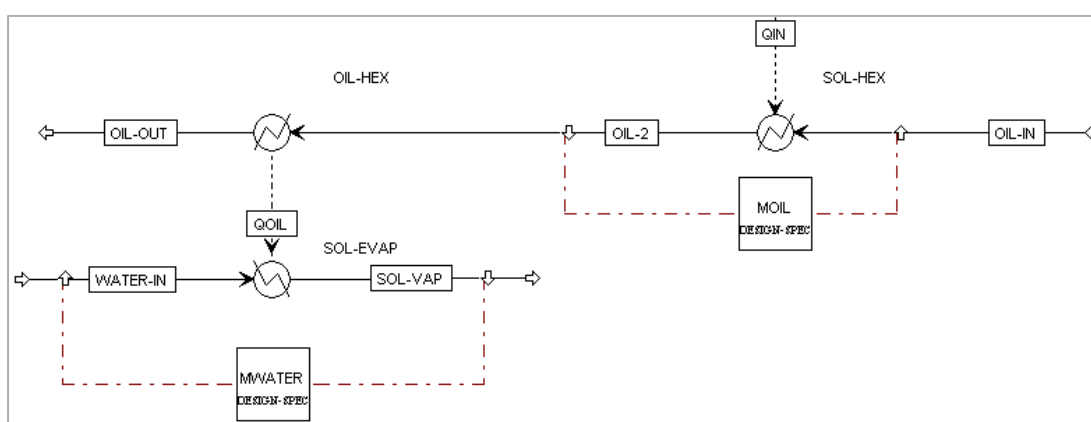 QIN
OIL-HEX
SOL-HEX
OIL-OUT
OIL-2
OIL-IN
MOIL
DESIGN-SPEC
QOIL
SOL-EVAP
WATER-IN
SOL-VAP
MWATER
DESIGN-SPEC